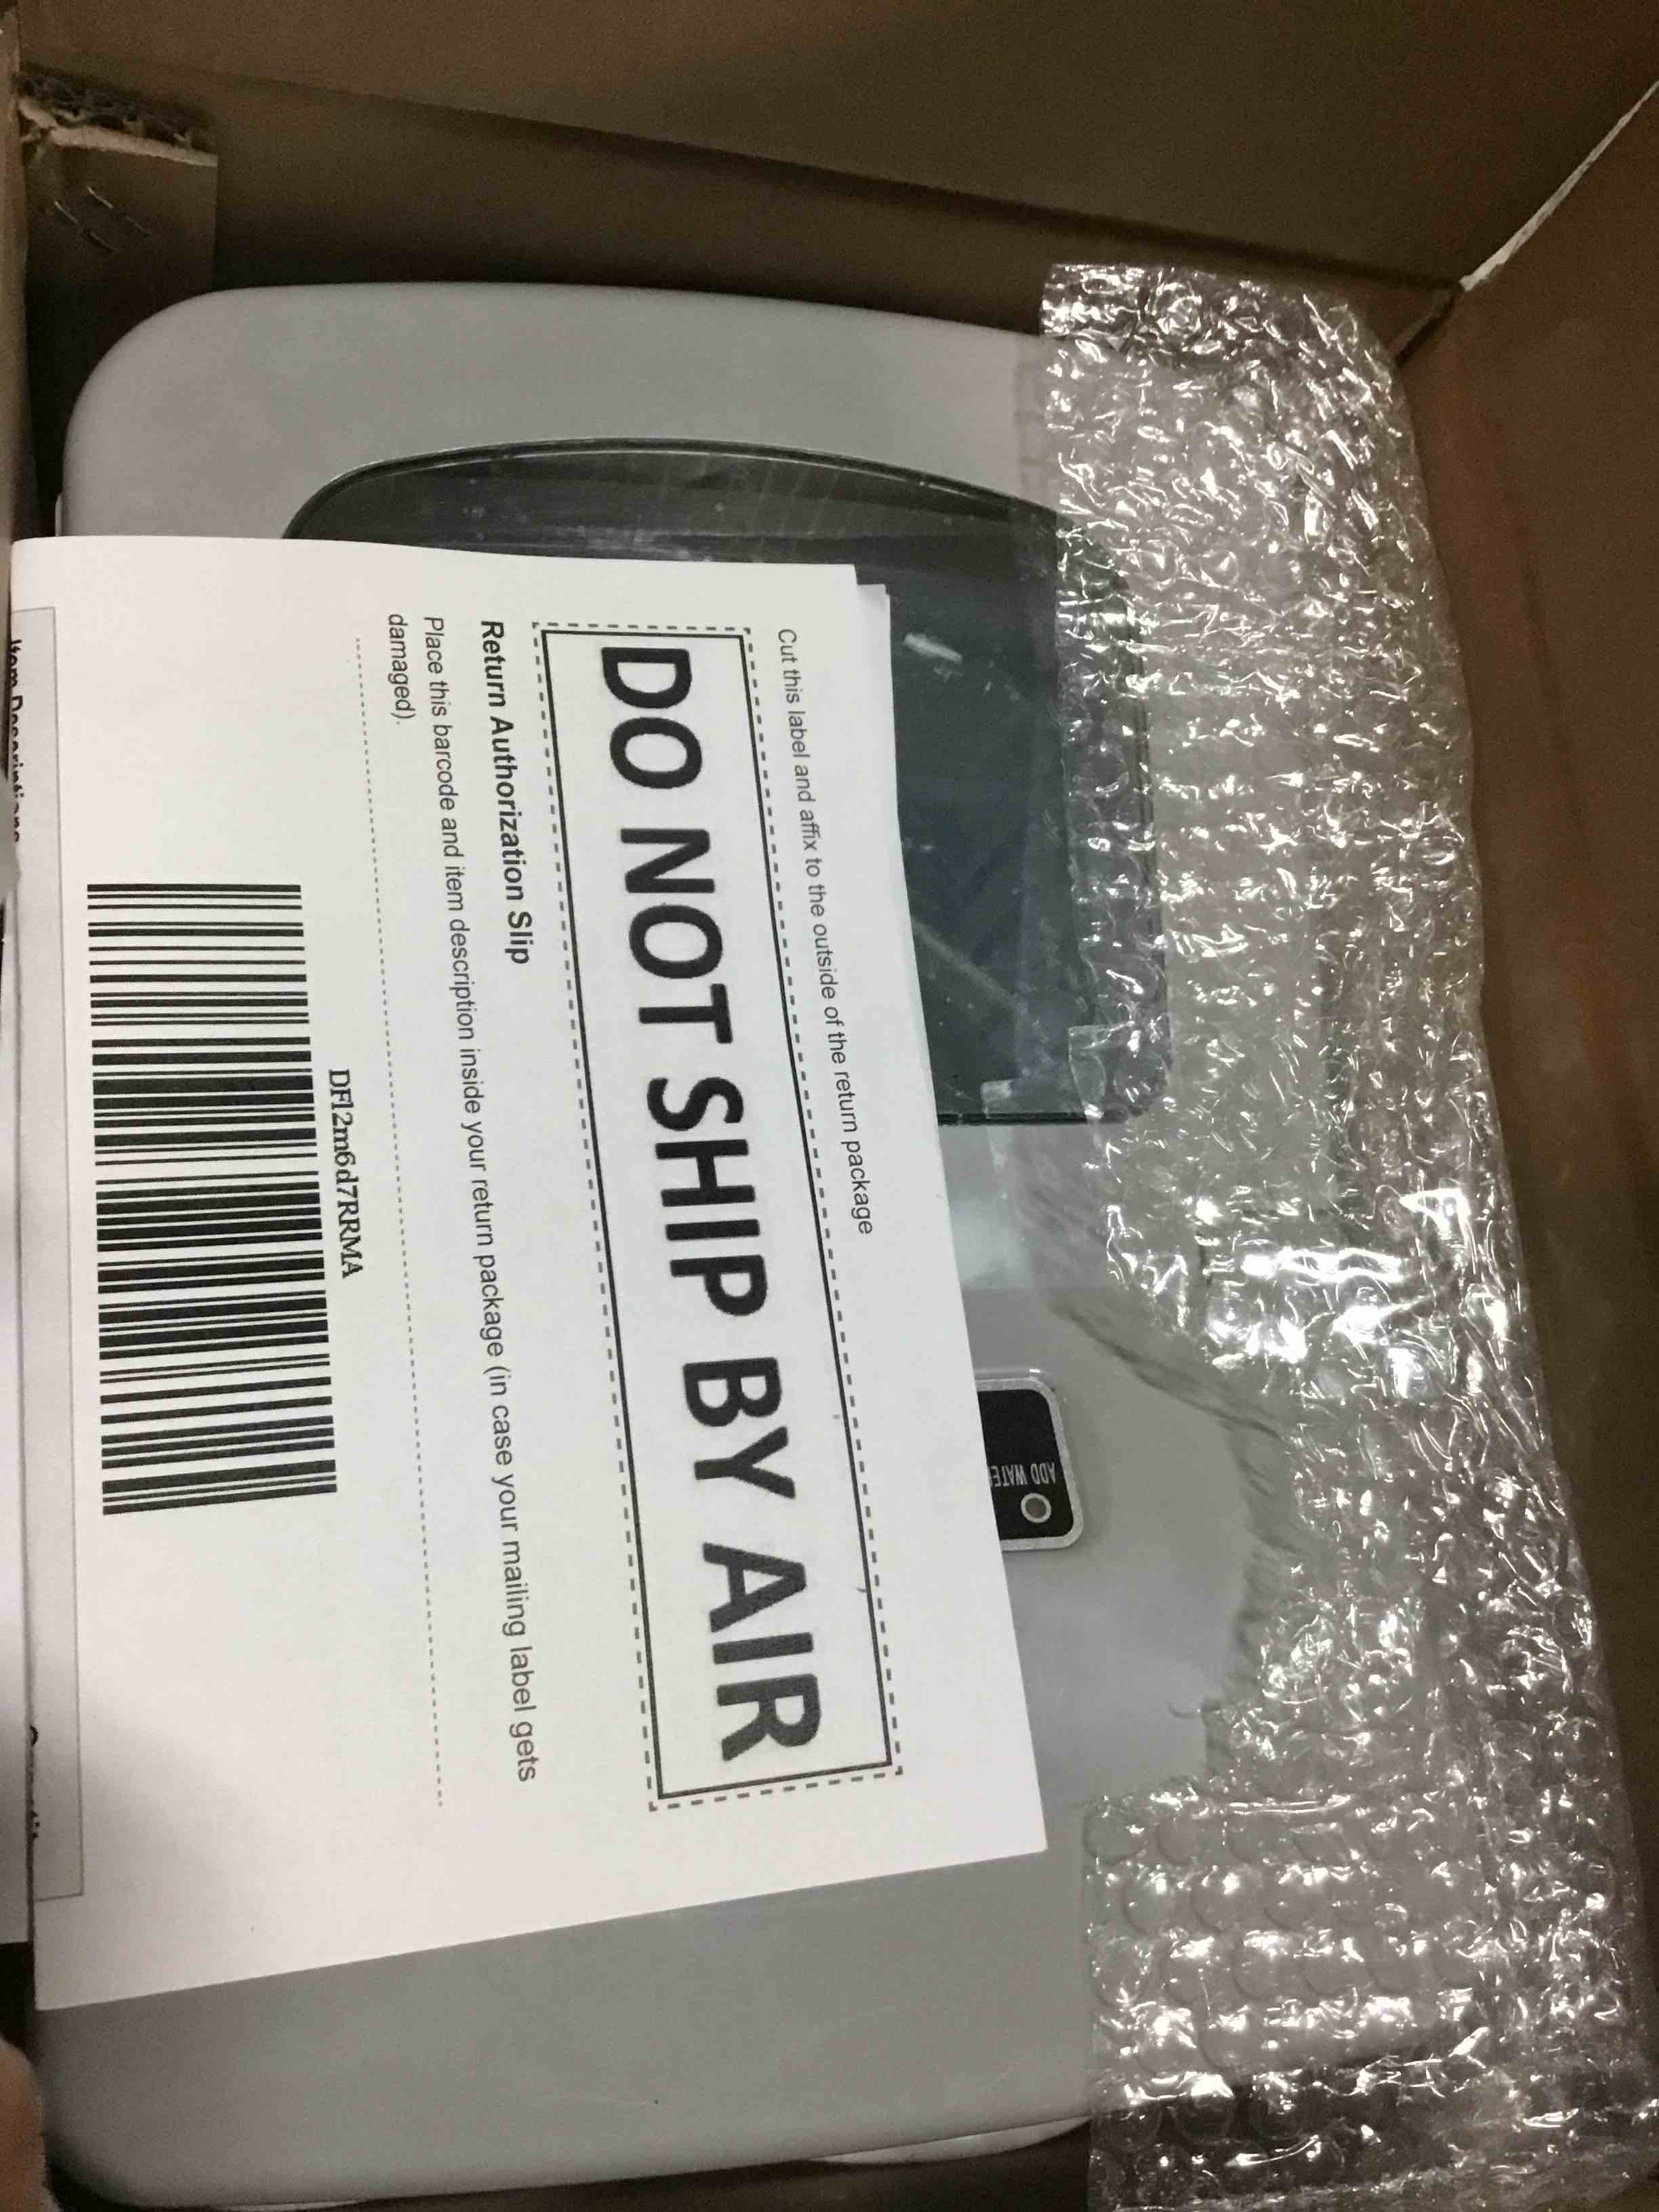 Cut this label and affix to the outside of the return package
DO NOT SHIP BY AIR
Return Authorization Slip
Place this barcode and item description inside your return package (in case your mailing label gets
damaged).
DFl2m6d7RRMA
ADD